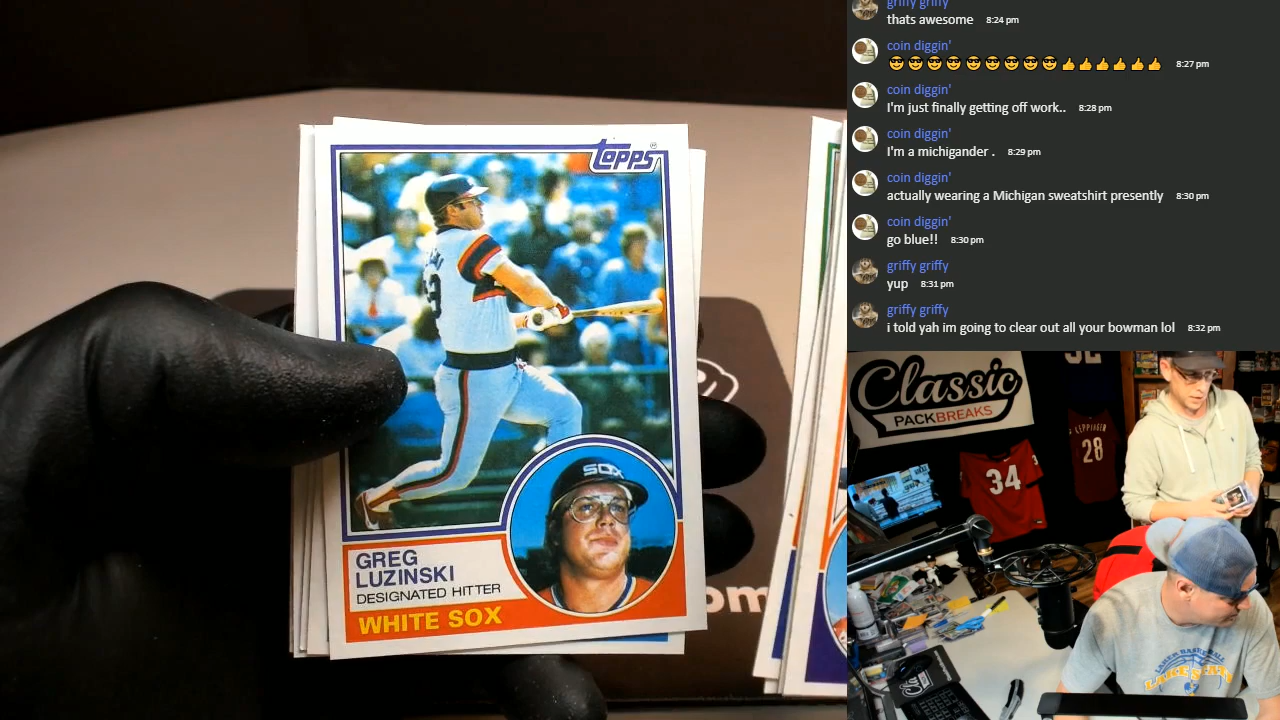 griffy griffy
thats awesome 8:24 pm
coin diggin'
😎😎😎😎😎😎😎😎😎👍👍👍👍👍👍 8:27 pm
coin diggin'
I'm just finally getting off work.. 8:28 pm
coin diggin'
I'm a michigander . 8:29 pm
coin diggin'
actually wearing a Michigan sweatshirt presently 8:30 pm
coin diggin'
go blue!! 8:30 pm
griffy griffy
yup 8:31 pm
griffy griffy
i told yah im going to clear out all your bowman lol 8:32 pm
TOPPS
SOX
GREG
LUZINSKI
DESIGNATED HITTER
WHITE SOX
om
Classic
PACKBREAKS
34
LEPPINGER
28